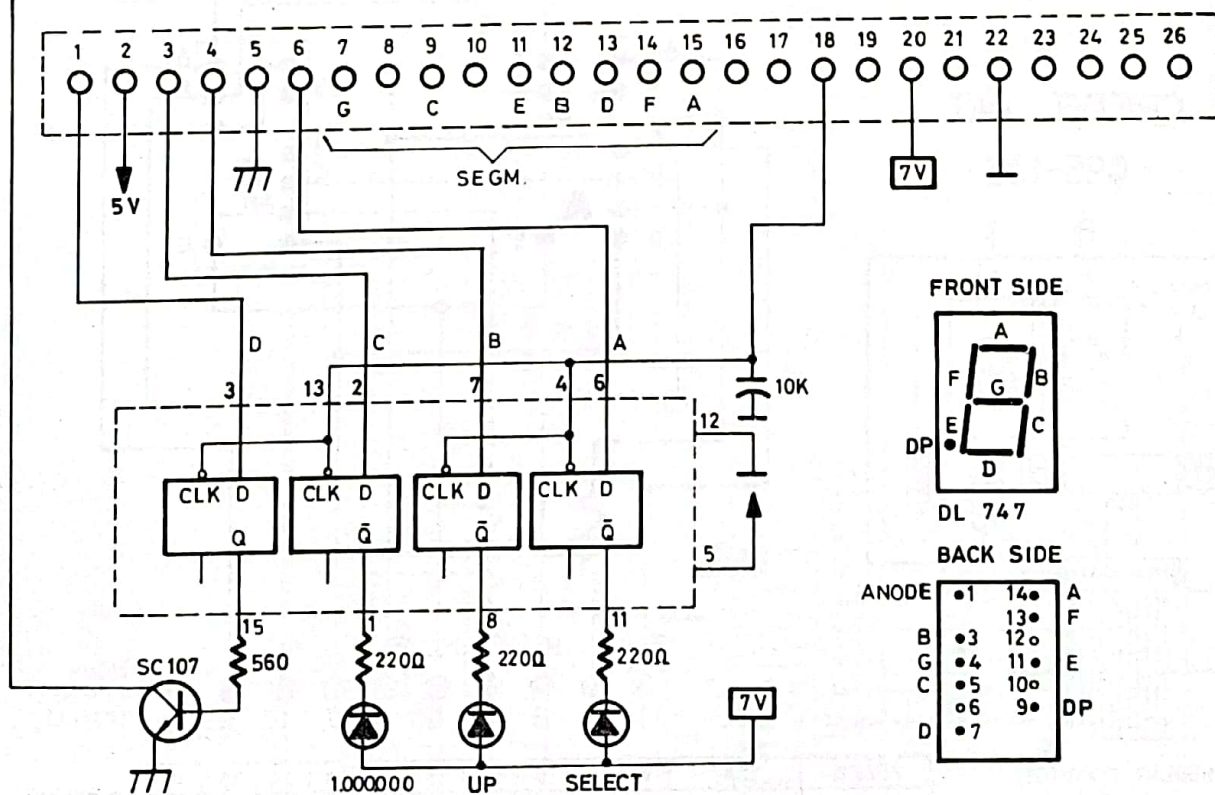 1 2 3 4 5 6 7 8 9 10 11 12 13 14 15 16 17 18 19 20 21 22 23 24 25 26
G C E B D F A
SEGM.
5V
7V
D C B A
3 13 2 7 4 6
10K
12
CLK D
Q
CLK D
Q̄
CLK D
Q̄
CLK D
Q̄
5
15 1 8 11
SC107
560
220Ω
220Ω
220Ω
7V
1.000.000
UP
SELECT
FRONT SIDE
A
F
B
G
E
C
DP
D
DL 747
BACK SIDE
ANODE 1 14 A
13 F
B 3 12
G 4 11 E
C 5 10
6 9 DP
D 7